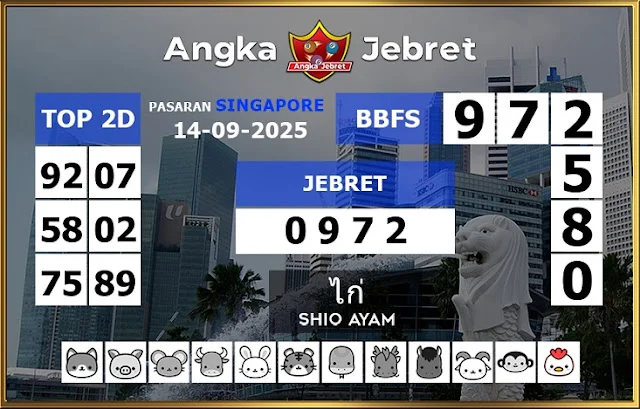 Angka Jebret
Angka Jebret
TOP 2D
PASARAN SINGAPORE
14-09-2025
BBFS
9 7 2
5
8
0
92 07
58 02
75 89
JEBRET
0 9 7 2
HSBC
ไก่
SHIO AYAM